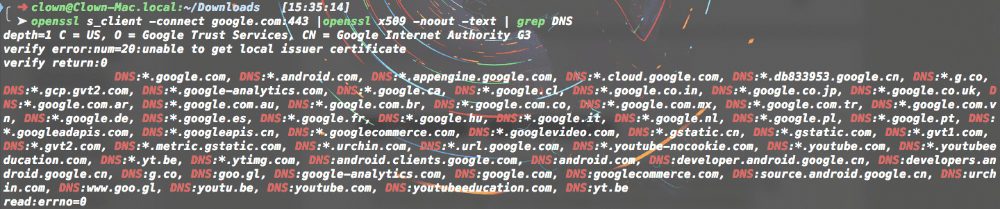 ➜ clown@Clown-Mac.local:~/Downloads [15:35:14]
➤ openssl s_client -connect google.com:443 |openssl x509 -noout -text | grep DNS
depth=1 C = US, O = Google Trust Services, CN = Google Internet Authority G3
verify error:num=20:unable to get local issuer certificate
verify return:0
DNS:*.google.com, DNS:*.android.com, DNS:*.appengine.google.com, DNS:*.cloud.google.com, DNS:*.db833953.google.cn, DNS:*.g.co,
DNS:*.gcp.gvt2.com, DNS:*.google-analytics.com, DNS:*.google.ca, DNS:*.google.cl, DNS:*.google.co.in, DNS:*.google.co.jp, DNS:*.google.co.uk, D
NS:*.google.com.ar, DNS:*.google.com.au, DNS:*.google.com.br, DNS:*.google.com.co, DNS:*.google.com.mx, DNS:*.google.com.tr, DNS:*.google.com.v
n, DNS:*.google.de, DNS:*.google.es, DNS:*.google.fr, DNS:*.google.hu, DNS:*.google.it, DNS:*.google.nl, DNS:*.google.pl, DNS:*.google.pt, DNS:
*.googleadapis.com, DNS:*.googleapis.cn, DNS:*.googlecommerce.com, DNS:*.googlevideo.com, DNS:*.gstatic.cn, DNS:*.gstatic.com, DNS:*.gvt1.com,
DNS:*.gvt2.com, DNS:*.metric.gstatic.com, DNS:*.urchin.com, DNS:*.url.google.com, DNS:*.youtube-nocookie.com, DNS:*.youtube.com, DNS:*.youtubee
ducation.com, DNS:*.yt.be, DNS:*.ytimg.com, DNS:android.clients.google.com, DNS:android.com, DNS:developer.android.google.cn, DNS:developers.an
droid.google.cn, DNS:g.co, DNS:goo.gl, DNS:google-analytics.com, DNS:google.com, DNS:googlecommerce.com, DNS:source.android.google.cn, DNS:urch
in.com, DNS:www.goo.gl, DNS:youtu.be, DNS:youtube.com, DNS:youtubeeducation.com, DNS:yt.be
read:errno=0